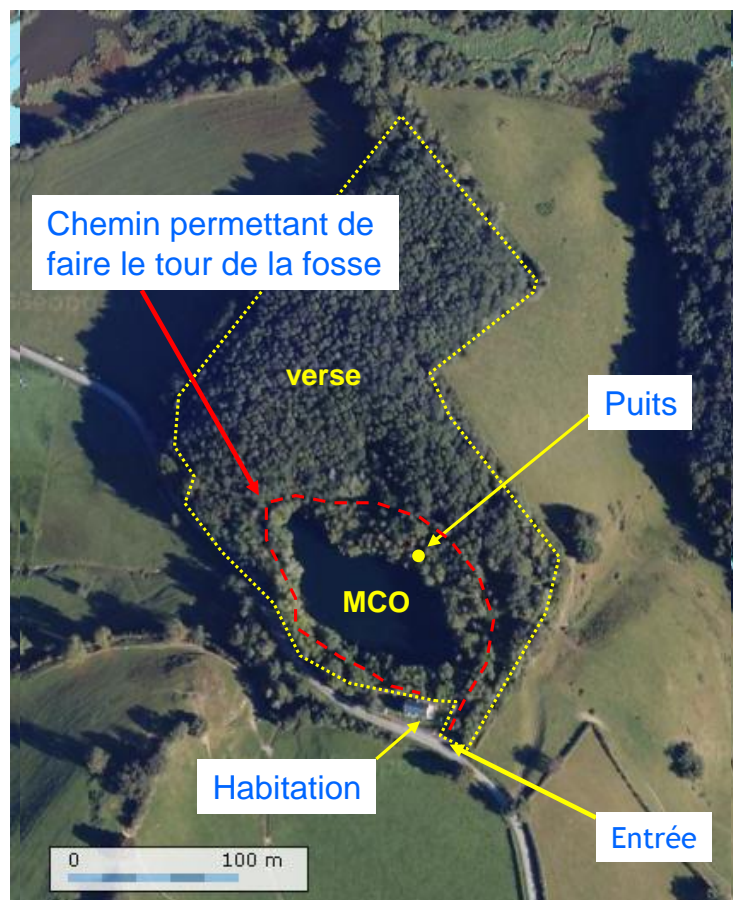 Chemin permettant de
faire le tour de la fosse
verse
Puits
MCO
Habitation
Entrée
0 100 m